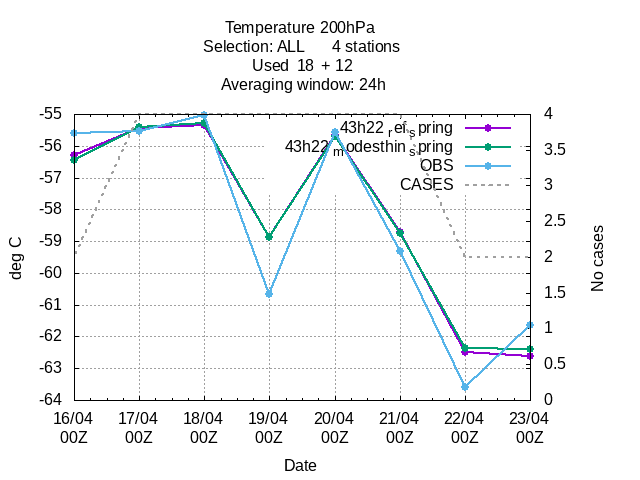 Temperature 200hPa
Selection: ALL 4 stations
Used 18 + 12
Averaging window: 24h
-55
-56
-57
-58
-59
-60
-61
-62
-63
-64
deg C
4
3.5
3
2.5
2
1.5
1
0.5
0
No cases
43h22_ref_spring
43h22_modesthin_spring
OBS
CASES
16/04 17/04 18/04 19/04 20/04 21/04 22/04 23/04
00Z 00Z 00Z 00Z 00Z 00Z 00Z 00Z
Date